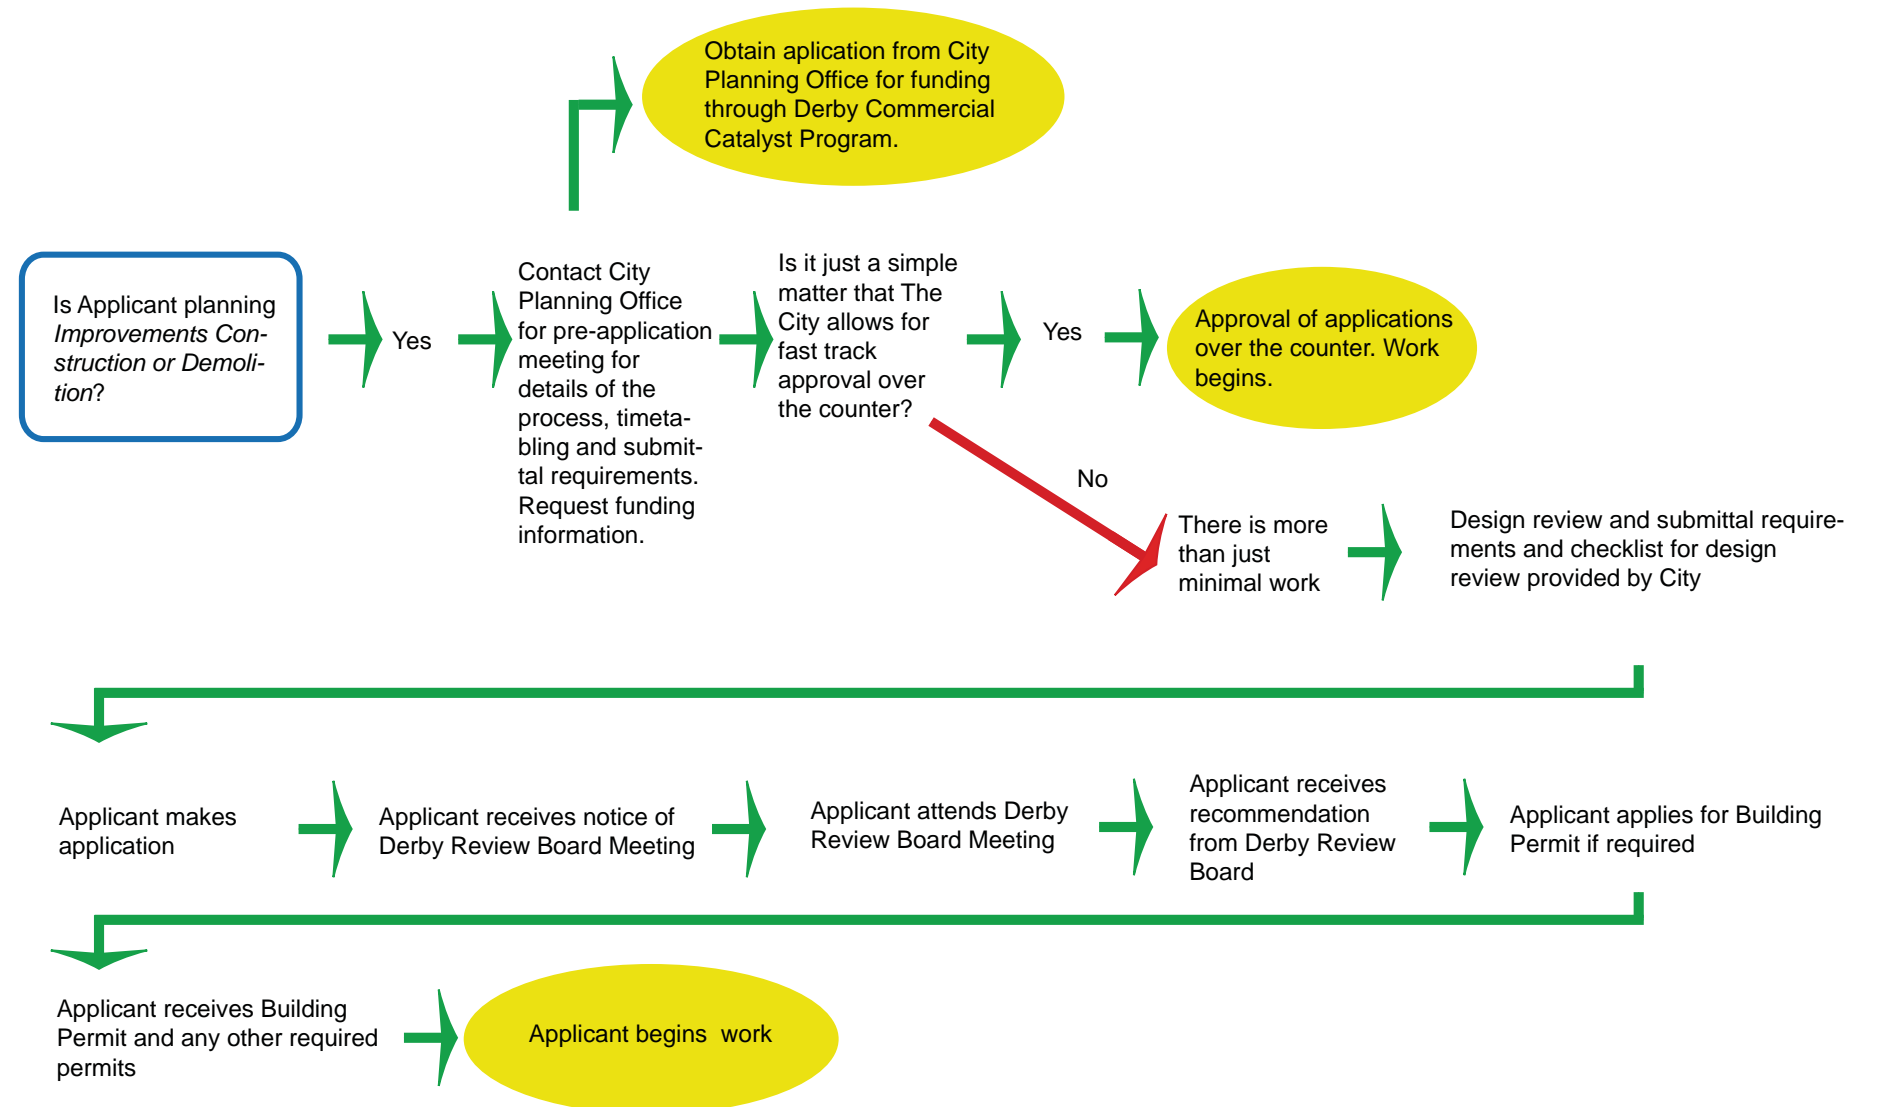 Obtain aplication from City
Planning Office for funding
through Derby Commercial
Catalyst Program.
Is Applicant planning
Improvements Con-
struction or Demoli-
tion?
Yes
Contact City
Planning Office
for pre-application
meeting for
details of the
process, timeta-
bling and submit-
tal requirements.
Request funding
information.
Is it just a simple
matter that The
City allows for
fast track
approval over
the counter?
Yes
Approval of applications
over the counter. Work
begins.
No
There is more
than just
minimal work
Design review and submittal require-
ments and checklist for design
review provided by City
Applicant makes
application
Applicant receives notice of
Derby Review Board Meeting
Applicant attends Derby
Review Board Meeting
Applicant receives
recommendation
from Derby Review
Board
Applicant applies for Building
Permit if required
Applicant receives Building
Permit and any other required
permits
Applicant begins  work